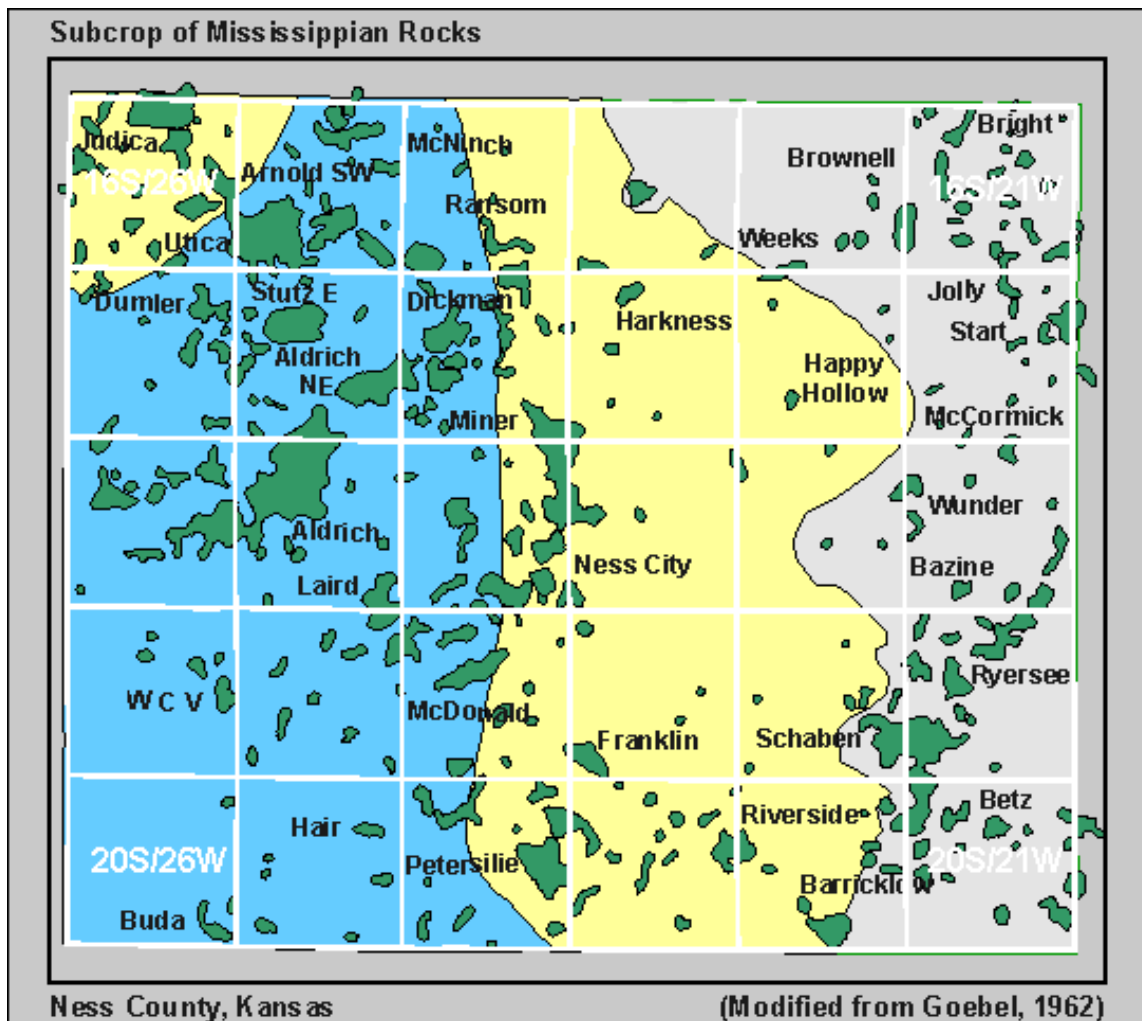 Subcrop of Mississippian Rocks
Judica
McNinch
Bright
Brownell
Arnold SW
16S/26W
16S/21W
Ransom
Utica
Weeks
Dumler
Stutz E
Dickman
Jolly
Harkness
Start
Aldrich
NE
Happy
Hollow
Miner
McCormick
Wunder
Aldrich
Ness City
Bazine
Laird
W C V
McDonald
Ryersee
Franklin
Schaben
Hair
Riverside
Betz
20S/26W
Petersilie
20S/21W
Barricklow
Buda
Ness County, Kansas
(Modified from Goebel, 1962)